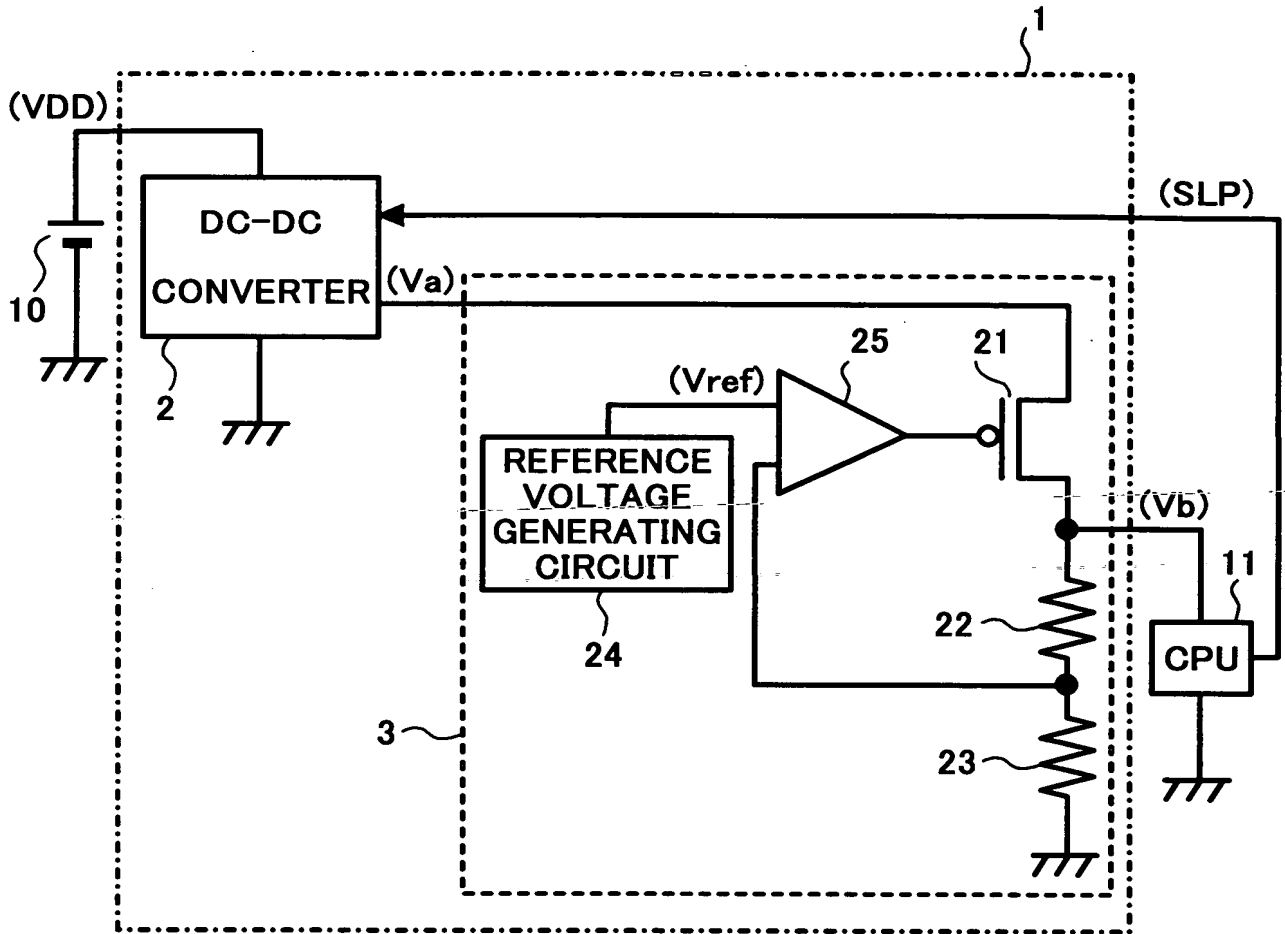 1
(VDD)
(SLP)
DC-DC
CONVERTER
(Va)
10
2
25
21
(Vref)
REFERENCE
VOLTAGE
GENERATING
CIRCUIT
(Vb)
11
22
24
CPU
3
23